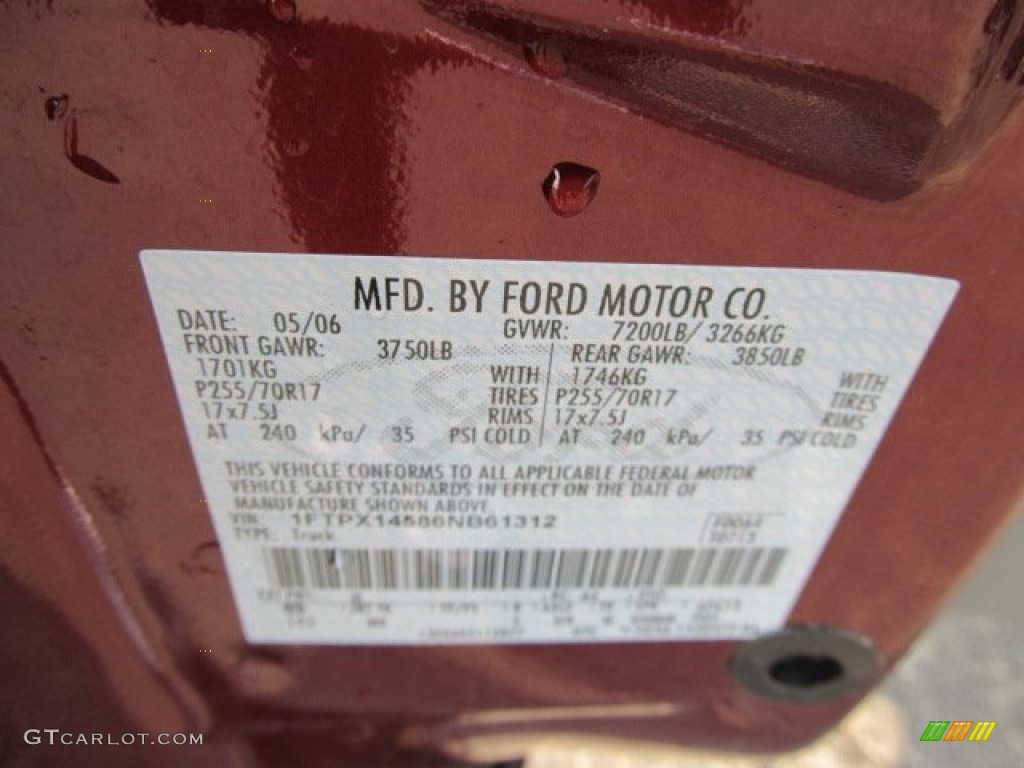 MFD. BY FORD MOTOR CO.
DATE: 05/06 GVWR: 7200LB/ 3266KG
FRONT GAWR: 3750LB REAR GAWR: 3850LB
1701KG WITH 1746KG WITH
P255/70R17 TIRES P255/70R17 TIRES
17x7.5J RIMS 17x7.5J RIMS
AT 240 kPa/ 35 PSI COLD AT 240 kPa/ 35 PSI COLD
THIS VEHICLE CONFORMS TO ALL APPLICABLE FEDERAL MOTOR
VEHICLE SAFETY STANDARDS IN EFFECT ON THE DATE OF
MANUFACTURE SHOWN ABOVE.
VIN: 1FTPX14586NB61312
TYPE: Truck
GTCARLOT.COM